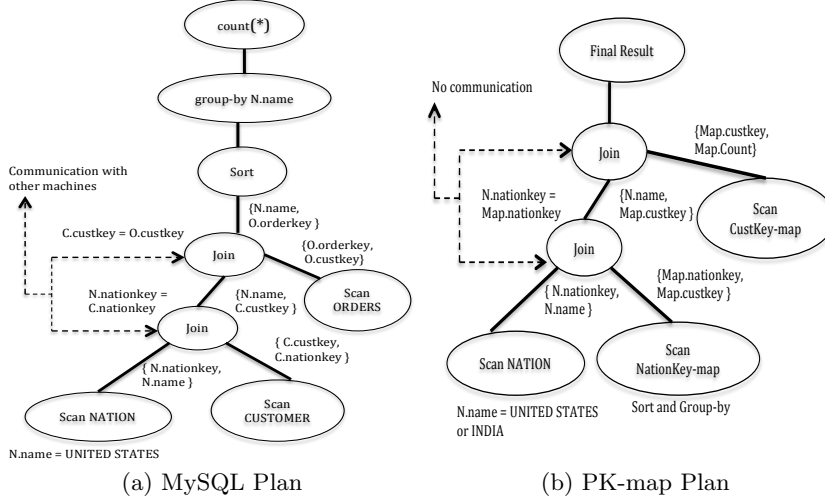 count(*)
group-by N.name
Sort
Communication with
other machines
{N.name,
O.orderkey }
C.custkey = O.custkey
Join
{O.orderkey,
O.custkey}
Scan
ORDERS
N.nationkey =
C.nationkey
{N.name,
C.custkey }
Join
{ C.custkey,
C.nationkey }
{ N.nationkey,
N.name }
Scan NATION
Scan
CUSTOMER
N.name = UNITED STATES
(a) MySQL Plan
Final Result
No communication
Join
{Map.custkey,
Map.Count}
N.nationkey =
Map.nationkey
{N.name,
Map.custkey }
Scan
CustKey-map
Join
{ N.nationkey,
N.name }
{Map.nationkey,
Map.custkey }
Scan NATION
Scan
NationKey-map
N.name = UNITED STATES
or INDIA
Sort and Group-by
(b) PK-map Plan